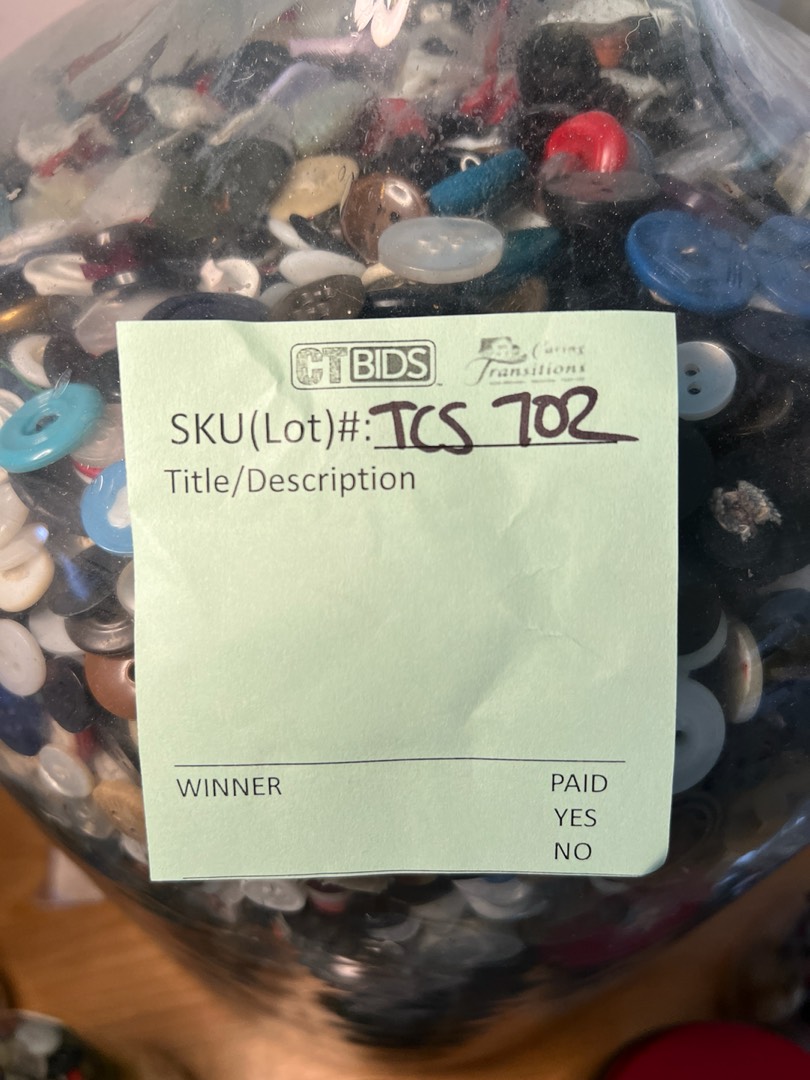 CTBIDS
Caring
Transitions
SKU(Lot)#: TCS 702
Title/Description
WINNER
PAID
YES
NO